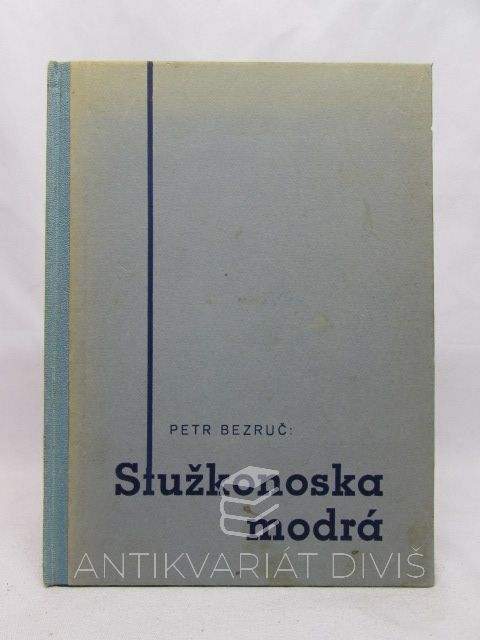 PETR BEZRUČ:
Stužkonoska
modrá
ANTIKVARIÁT DIVIŠ